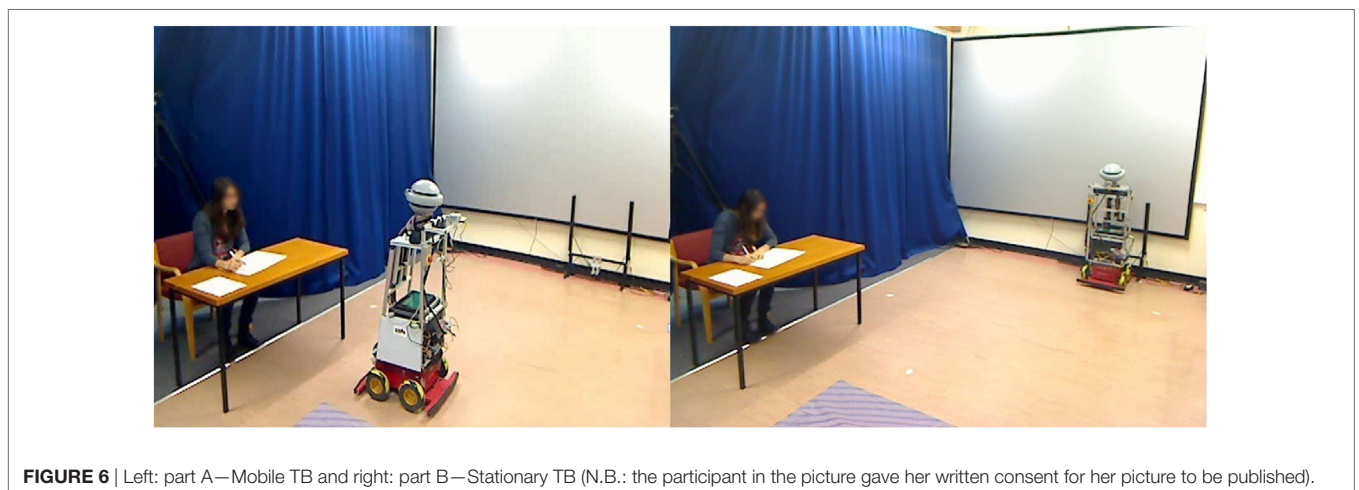 FIGURE 6 | Left: part A—Mobile TB and right: part B—Stationary TB (N.B.: the participant in the picture gave her written consent for her picture to be published).